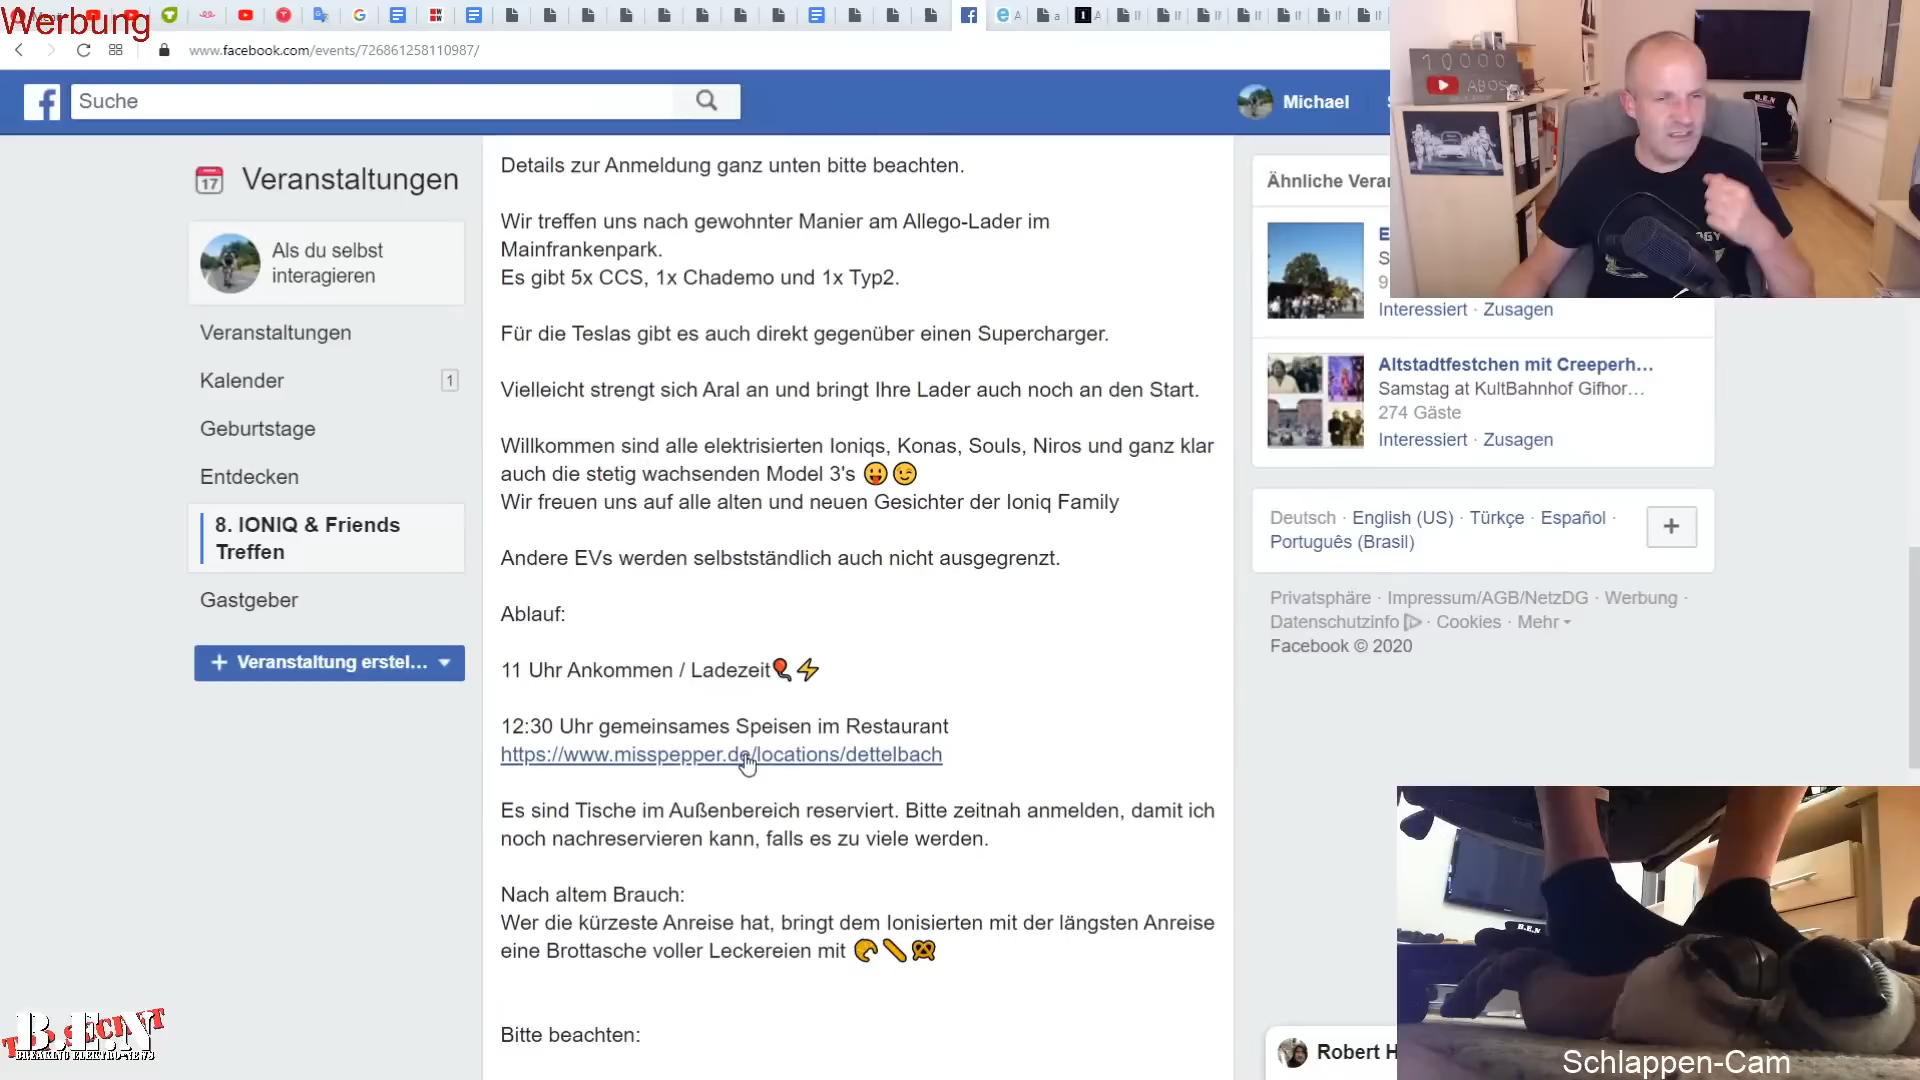 Werbung
www.facebook.com/events/726861258110987/
Suche
Michael
Veranstaltungen
Als du selbst
interagieren
Veranstaltungen
Kalender
1
Geburtstage
Entdecken
8. IONIQ & Friends
Treffen
Gastgeber
+ Veranstaltung erstel...
Details zur Anmeldung ganz unten bitte beachten.
Wir treffen uns nach gewohnter Manier am Allego-Lader im
Mainfrankenpark.
Es gibt 5x CCS, 1x Chademo und 1x Typ2.
Für die Teslas gibt es auch direkt gegenüber einen Supercharger.
Vielleicht strengt sich Aral an und bringt Ihre Lader auch noch an den Start.
Willkommen sind alle elektrisierten Ioniqs, Konas, Souls, Niros und ganz klar
auch die stetig wachsenden Model 3's 😛😉
Wir freuen uns auf alle alten und neuen Gesichter der Ioniq Family
Andere EVs werden selbstständlich auch nicht ausgegrenzt.
Ablauf:
11 Uhr Ankommen / Ladezeit🎈⚡
12:30 Uhr gemeinsames Speisen im Restaurant
https://www.misspepper.de/locations/dettelbach
Es sind Tische im Außenbereich reserviert. Bitte zeitnah anmelden, damit ich
noch nachreservieren kann, falls es zu viele werden.
Nach altem Brauch:
Wer die kürzeste Anreise hat, bringt dem Ionisierten mit der längsten Anreise
eine Brottasche voller Leckereien mit 🥐🥖🥨
Bitte beachten:
Ähnliche Vera
E
S
9
Interessiert · Zusagen
Altstadtfestchen mit Creeperh...
Samstag at KultBahnhof Gifhor...
274 Gäste
Interessiert · Zusagen
Deutsch · English (US) · Türkçe · Español ·
Português (Brasil)
+
Privatsphäre · Impressum/AGB/NetzDG · Werbung ·
Datenschutzinfo · Cookies · Mehr
Facebook © 2020
Robert H
10000
ABOS
B.E.N
B.E.N
Schlappen-Cam
B.E.N
BREAKING ELEKTRO-NEWS